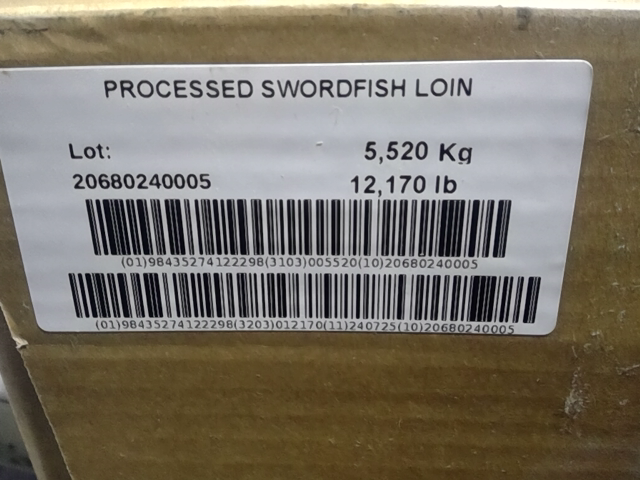 PROCESSED SWORDFISH LOIN
Lot: 5,520 Kg
20680240005 12,170 lb
(01)98435274122298(3103)005520(10)20680240005
(01)98435274122298(3203)012170(11)240725(10)20680240005